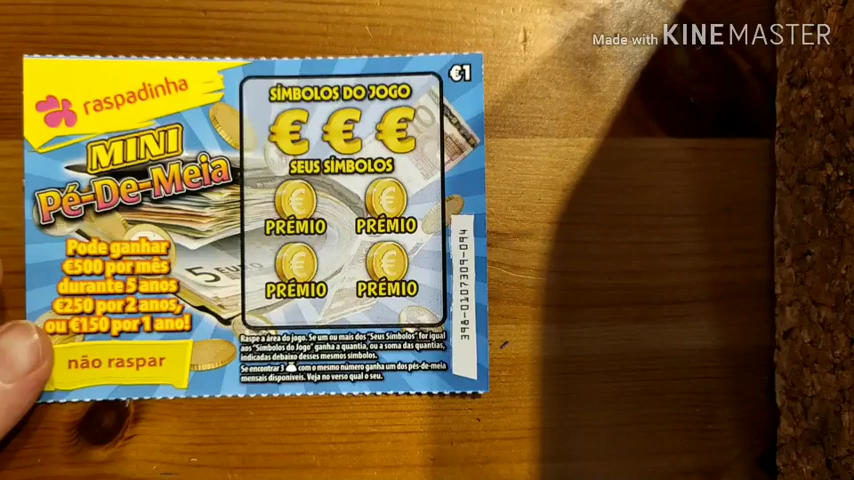 Made with KINEMASTER
raspadinha
€1
MINI
Pé-De-Meia
Pode ganhar
€500 por mês
durante 5 anos
€250 por 2 anos,
ou €150 por 1 ano!
não raspar
SÍMBOLOS DO JOGO
€ € €
SEUS SÍMBOLOS
PRÉMIO PRÉMIO
PRÉMIO PRÉMIO
5 EURO
Raspe a área do jogo. Se um ou mais dos "Seus Símbolos" for igual
aos "Símbolos do Jogo" ganha a quantia, ou a soma das quantias,
indicadas debaixo desses mesmos símbolos.
Se encontrar 3 com o mesmo número ganha um dos pés-de-meia
mensais disponíveis. Veja no verso qual o seu.
396-0107309-094